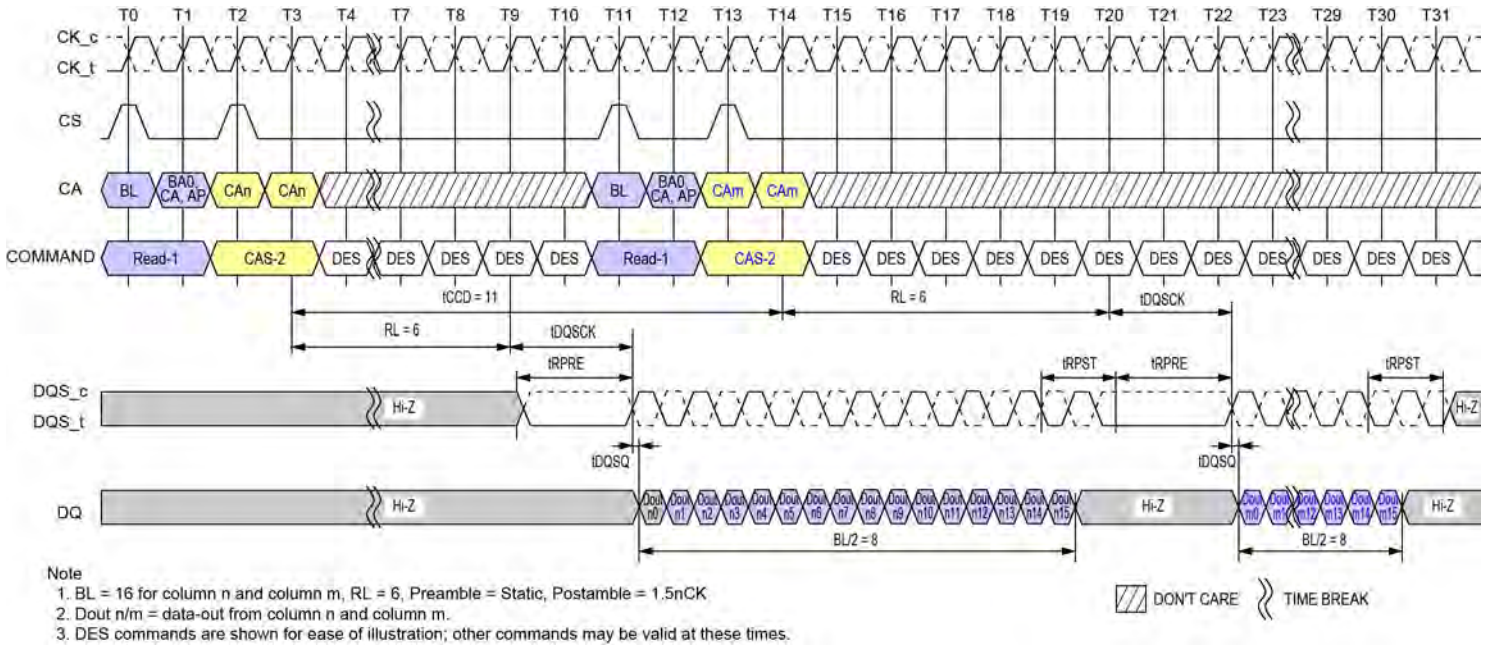 T0 T1 T2 T3 T4 T7 T8 T9 T10 T11 T12 T13 T14 T15 T16 T17 T18 T19 T20 T21 T22 T23 T29 T30 T31
CK_c
CK_t
CS
CA BL BA0, CA, AP CAn CAn BL BA0, CA, AP CAm CAm
COMMAND Read-1 CAS-2 DES DES DES DES DES Read-1 CAS-2 DES DES DES DES DES DES DES DES DES DES DES DES
tCCD = 11 RL = 6 tDQSCK
RL = 6 tDQSCK
tRPRE tRPST tRPRE tRPST
DQS_c
DQS_t Hi-Z Hi-Z
tDQSQ tDQSQ
DQ Hi-Z Dout n0 Dout n1 Dout n2 Dout n3 Dout n4 Dout n5 Dout n6 Dout n7 Dout n8 Dout n9 Dout n10 Dout n11 Dout n12 Dout n13 Dout n14 Dout n15 Hi-Z Dout m0 Dout m1 Dout m12 Dout m13 Dout m14 Dout m15 Hi-Z
BL/2 = 8 BL/2 = 8
Note
1. BL = 16 for column n and column m, RL = 6, Preamble = Static, Postamble = 1.5nCK
2. Dout n/m = data-out from column n and column m.
3. DES commands are shown for ease of illustration; other commands may be valid at these times.
DON'T CARE TIME BREAK